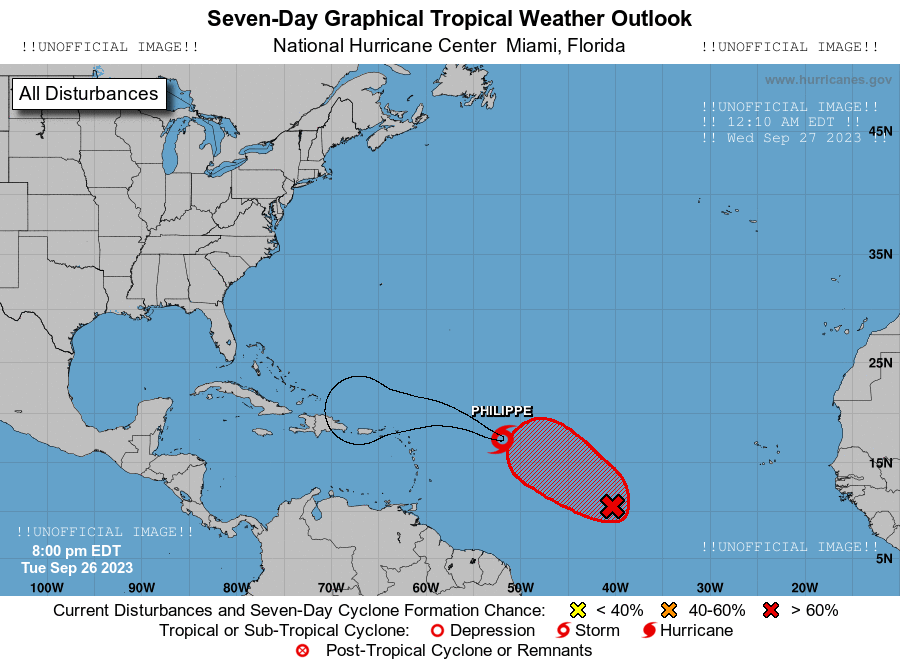 Seven-Day Graphical Tropical Weather Outlook
National Hurricane Center Miami, Florida
!!UNOFFICIAL IMAGE!!
!!UNOFFICIAL IMAGE!!
All Disturbances
www.hurricanes.gov
!!UNOFFICIAL IMAGE!!
!! 12:10 AM EDT !!
!! Wed Sep 27 2023 !!
45N
35N
25N
PHILIPPE
15N
!!UNOFFICIAL IMAGE!!
8:00 pm EDT
Tue Sep 26 2023
!!UNOFFICIAL IMAGE!!
5N
100W 90W 80W 70W 60W 50W 40W 30W 20W
Current Disturbances and Seven-Day Cyclone Formation Chance: < 40% 40-60% > 60%
Tropical or Sub-Tropical Cyclone: Depression Storm Hurricane
Post-Tropical Cyclone or Remnants